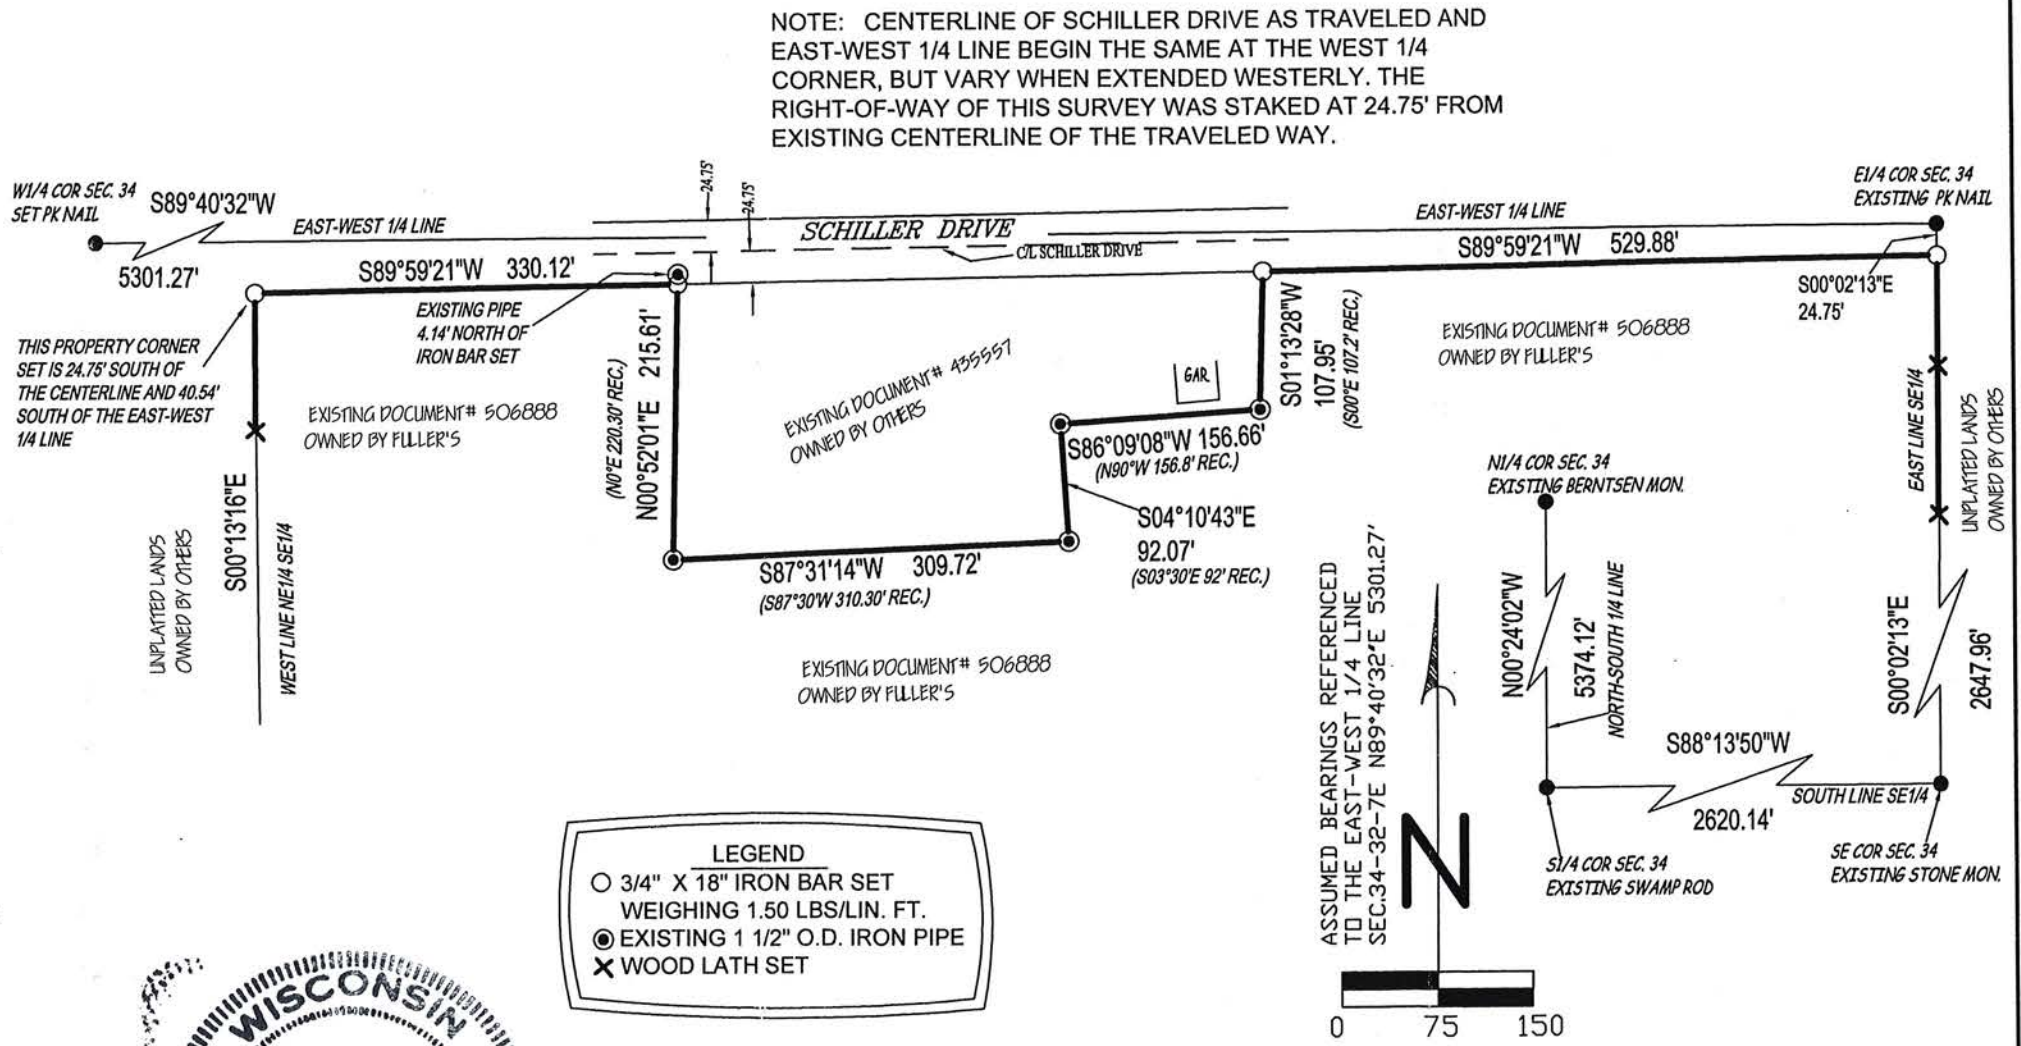 NOTE: CENTERLINE OF SCHILLER DRIVE AS TRAVELED AND
EAST-WEST 1/4 LINE BEGIN THE SAME AT THE WEST 1/4
CORNER, BUT VARY WHEN EXTENDED WESTERLY. THE
RIGHT-OF-WAY OF THIS SURVEY WAS STAKED AT 24.75' FROM
EXISTING CENTERLINE OF THE TRAVELED WAY.
W1/4 COR SEC. 34
SET PK NAIL
S89°40'32"W
5301.27'
EAST-WEST 1/4 LINE
24.75'
24.75'
SCHILLER DRIVE
C/L SCHILLER DRIVE
EAST-WEST 1/4 LINE
E1/4 COR SEC. 34
EXISTING PK NAIL
S89°59'21"W 330.12'
S89°59'21"W 529.88'
S00°02'13"E
24.75'
EXISTING PIPE
4.14' NORTH OF
IRON BAR SET
THIS PROPERTY CORNER
SET IS 24.75' SOUTH OF
THE CENTERLINE AND 40.54'
SOUTH OF THE EAST-WEST
1/4 LINE
EXISTING DOCUMENT# 506888
OWNED BY FULLER'S
(N0°E 220.30' REC.)
N00°52'01"E 215.61'
EXISTING DOCUMENT# 435557
OWNED BY OTHERS
GAR
S01°13'28"W
107.95'
(S00°E 107.2' REC.)
EXISTING DOCUMENT# 506888
OWNED BY FULLER'S
EAST LINE SE1/4
UNPLATTED LANDS
OWNED BY OTHERS
S86°09'08"W 156.66'
(N90°W 156.8' REC.)
S04°10'43"E
92.07'
(S03°30'E 92' REC.)
S87°31'14"W 309.72'
(S87°30'W 310.30' REC.)
UNPLATTED LANDS
OWNED BY OTHERS
S00°13'16"E
WEST LINE NE1/4 SE1/4
EXISTING DOCUMENT# 506888
OWNED BY FULLER'S
N1/4 COR SEC. 34
EXISTING BERNTSEN MON.
N00°24'02"W
5374.12'
NORTH-SOUTH 1/4 LINE
S00°02'13"E
2647.96'
S88°13'50"W
2620.14'
SOUTH LINE SE1/4
S1/4 COR SEC. 34
EXISTING SWAMP ROD
SE COR SEC. 34
EXISTING STONE MON.
ASSUMED BEARINGS REFERENCED
TO THE EAST-WEST 1/4 LINE
SEC.34-32-7E N89°40'32"E 5301.27'
N
0 75 150
LEGEND
3/4" X 18" IRON BAR SET
WEIGHING 1.50 LBS/LIN. FT.
EXISTING 1 1/2" O.D. IRON PIPE
WOOD LATH SET
WISCONSIN